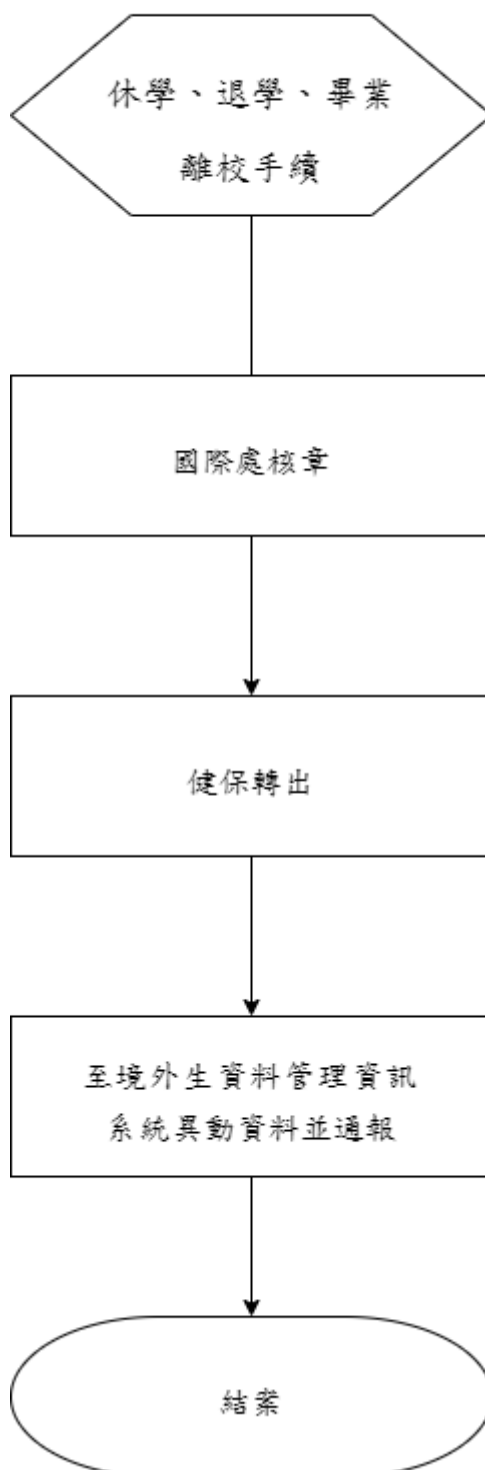 休學、退學、畢業
離校手續
國際處核章
健保轉出
至境外生資料管理資訊
系統異動資料並通報
結案